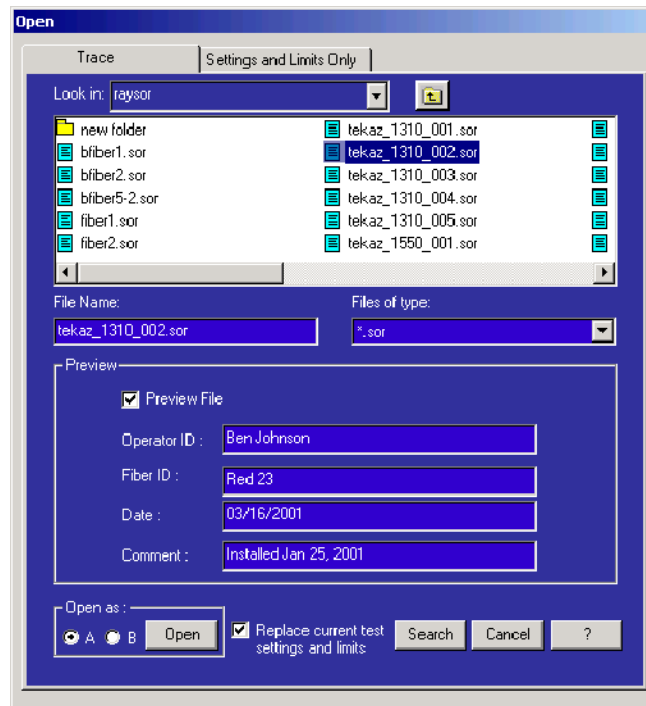 Open
Trace
Settings and Limits Only
Look in: raysor
new folder
bfiber1.sor
bfiber2.sor
bfiber5-2.sor
fiber1.sor
fiber2.sor
tekaz_1310_001.sor
tekaz_1310_002.sor
tekaz_1310_003.sor
tekaz_1310_004.sor
tekaz_1310_005.sor
tekaz_1550_001.sor
File Name:
Files of type:
tekaz_1310_002.sor
*.sor
Preview
Preview File
Operator ID : Ben Johnson
Fiber ID : Red 23
Date : 03/16/2001
Comment : Installed Jan 25, 2001
Open as :
A B Open
Replace current test
settings and limits
Search
Cancel
?